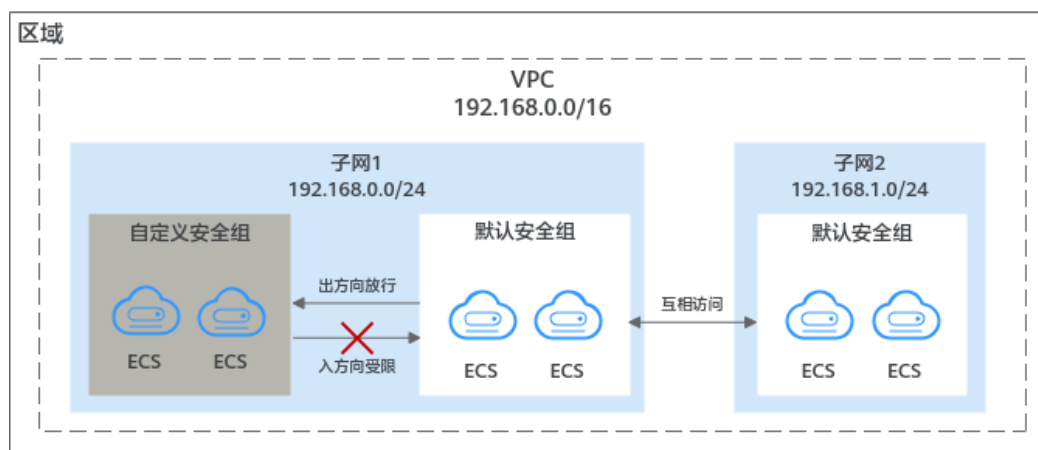 区域
VPC
192.168.0.0/16
子网1
192.168.0.0/24
自定义安全组
ECS
ECS
出方向放行
入方向受限
默认安全组
ECS
ECS
互相访问
子网2
192.168.1.0/24
默认安全组
ECS
ECS